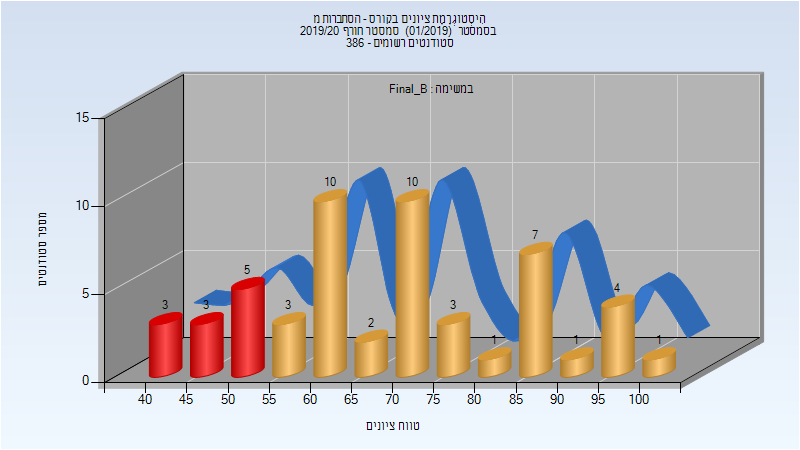 היסטוגרמת ציונים בקורס - הסתברות מ
בסמסטר (01/2019) סמסטר חורף 2019/20
סטודנטים רשומים - 386
במשימה : Final_B
מספר סטודנטים
15
10
5
0
3
3
5
3
10
2
10
3
1
7
1
4
1
40 45 50 55 60 65 70 75 80 85 90 95 100
טווח ציונים